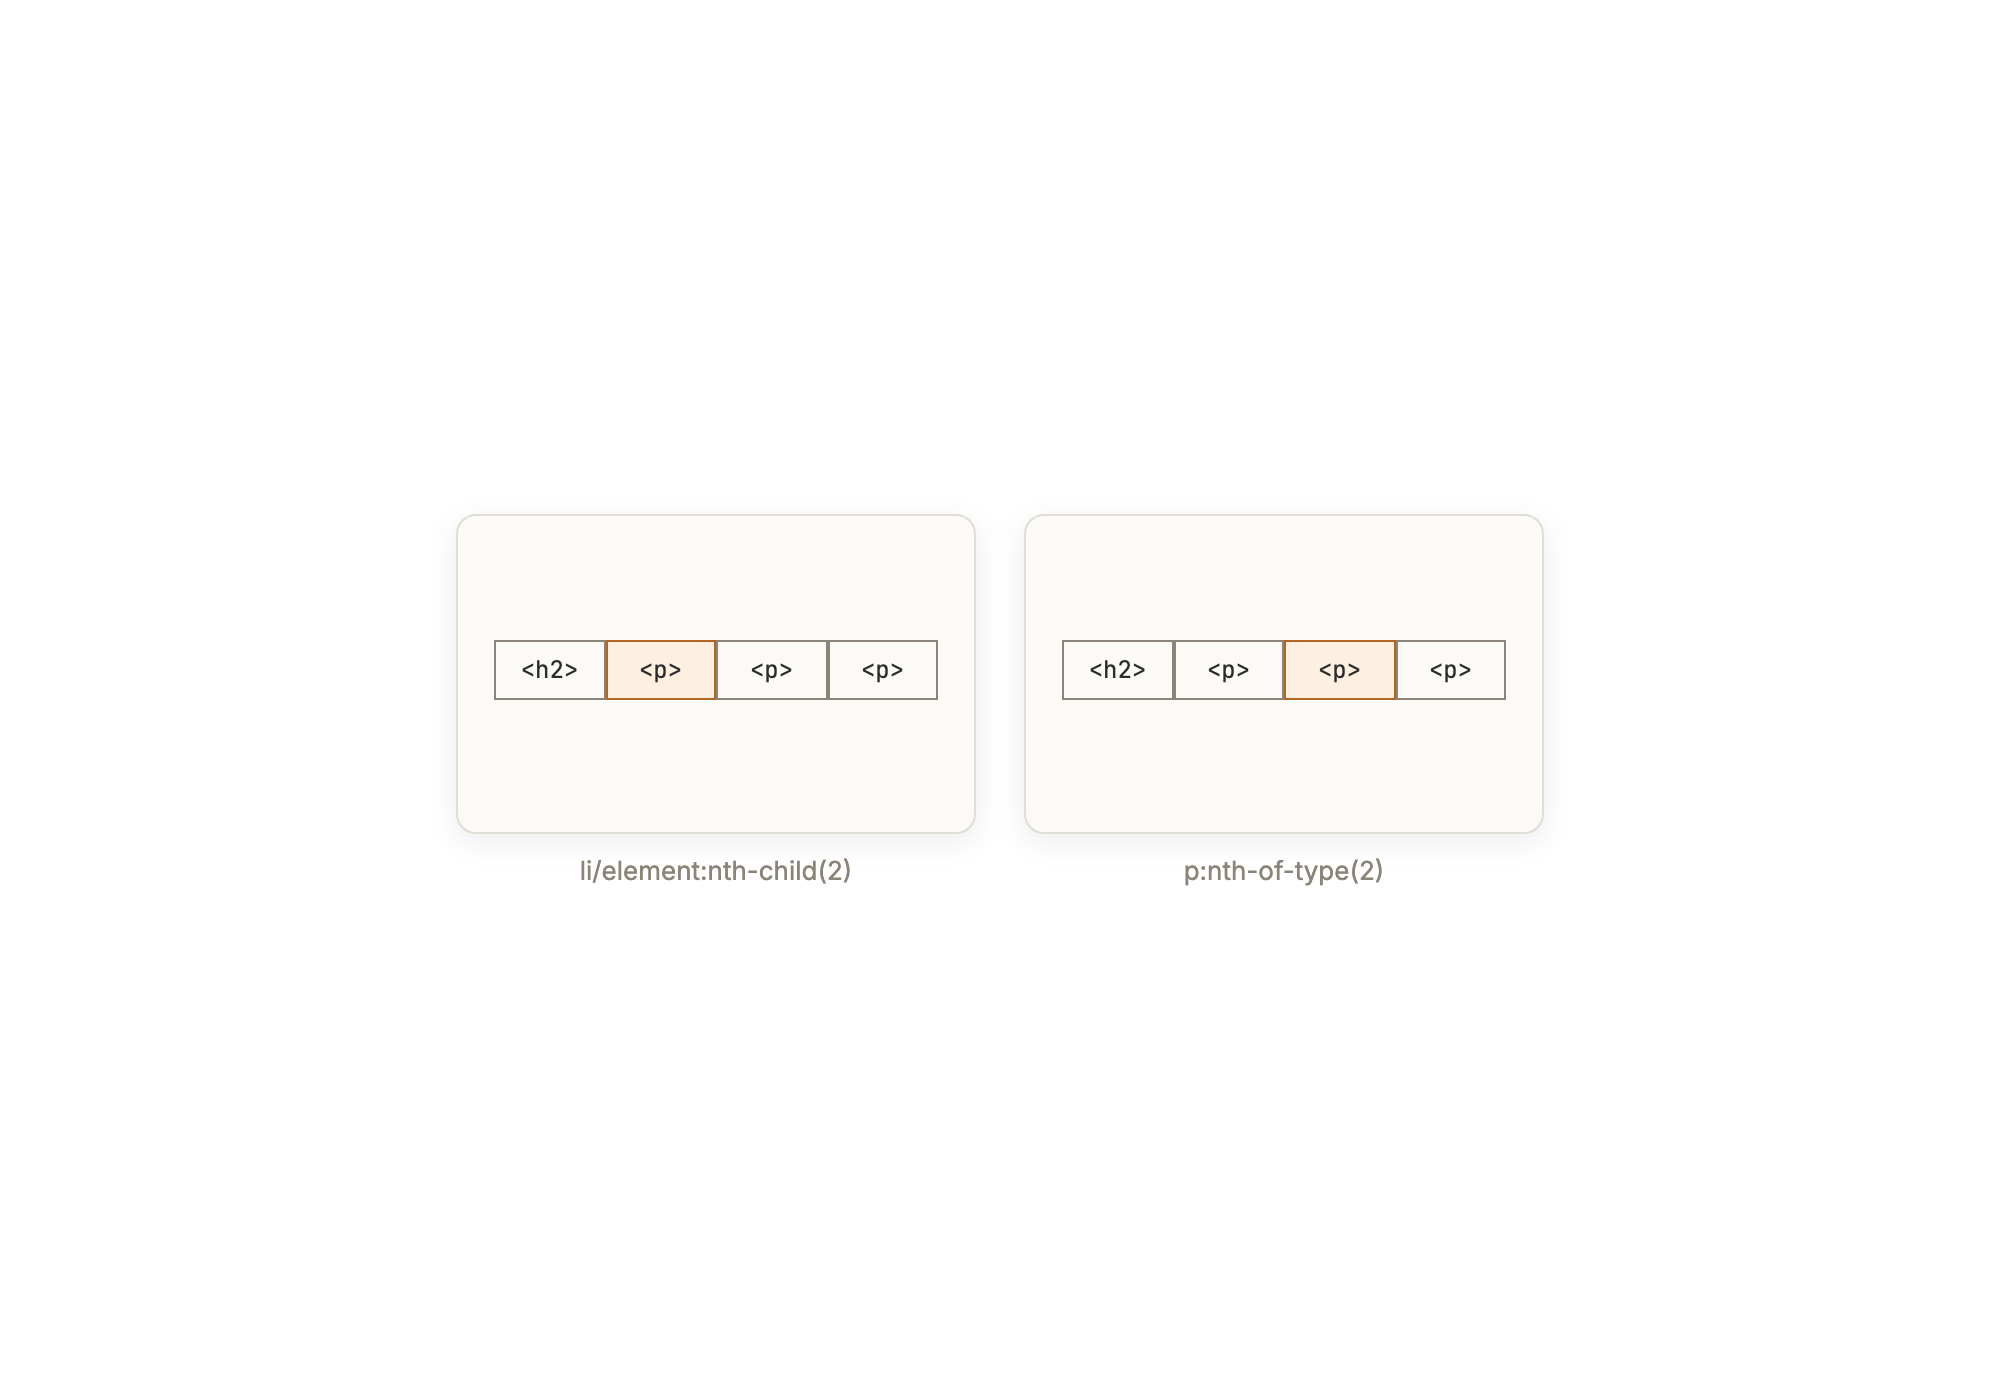 <h2> <p> <p> <p>
li/element:nth-child(2)
<h2> <p> <p> <p>
p:nth-of-type(2)